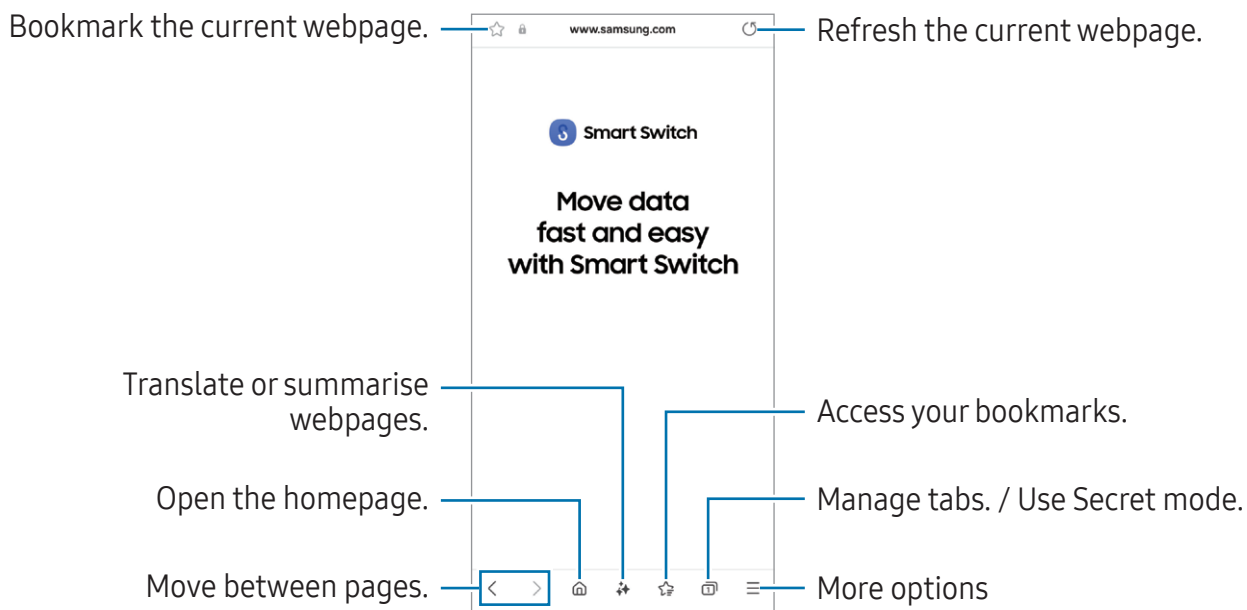 Bookmark the current webpage.
www.samsung.com
Refresh the current webpage.
Smart Switch
Move data
fast and easy
with Smart Switch
Translate or summarise
webpages.
Access your bookmarks.
Open the homepage.
Manage tabs. / Use Secret mode.
Move between pages.
1
More options